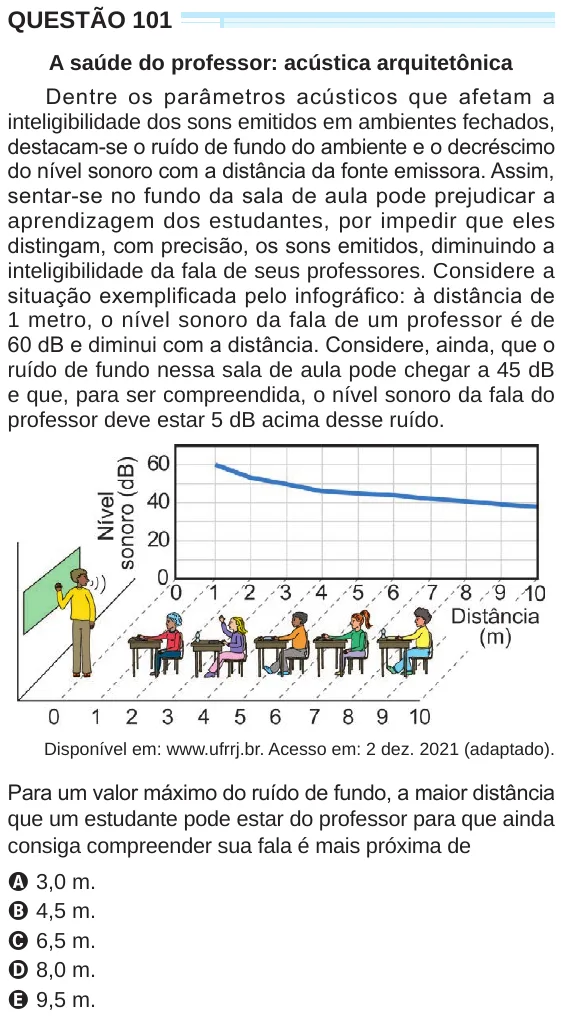 QUESTÃO 101
A saúde do professor: acústica arquitetônica
Dentre os parâmetros acústicos que afetam a
inteligibilidade dos sons emitidos em ambientes fechados,
destacam-se o ruído de fundo do ambiente e o decréscimo
do nível sonoro com a distância da fonte emissora. Assim,
sentar-se no fundo da sala de aula pode prejudicar a
aprendizagem dos estudantes, por impedir que eles
distingam, com precisão, os sons emitidos, diminuindo a
inteligibilidade da fala de seus professores. Considere a
situação exemplificada pelo infográfico: à distância de
1 metro, o nível sonoro da fala de um professor é de
60 dB e diminui com a distância. Considere, ainda, que o
ruído de fundo nessa sala de aula pode chegar a 45 dB
e que, para ser compreendida, o nível sonoro da fala do
professor deve estar 5 dB acima desse ruído.
Nível
sonoro (dB)
60
40
20
0
0 1 2 3 4 5 6 7 8 9 10
Distância
(m)
0 1 2 3 4 5 6 7 8 9 10
Disponível em: www.ufrrj.br. Acesso em: 2 dez. 2021 (adaptado).
Para um valor máximo do ruído de fundo, a maior distância
que um estudante pode estar do professor para que ainda
consiga compreender sua fala é mais próxima de
A 3,0 m.
B 4,5 m.
C 6,5 m.
D 8,0 m.
E 9,5 m.